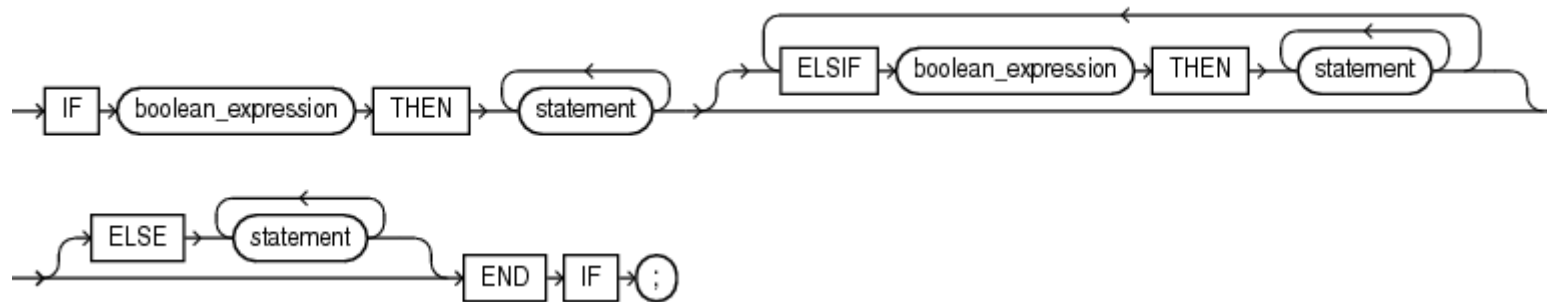 IF boolean_expression THEN statement ELSIF boolean_expression THEN statement
ELSE statement END IF ;